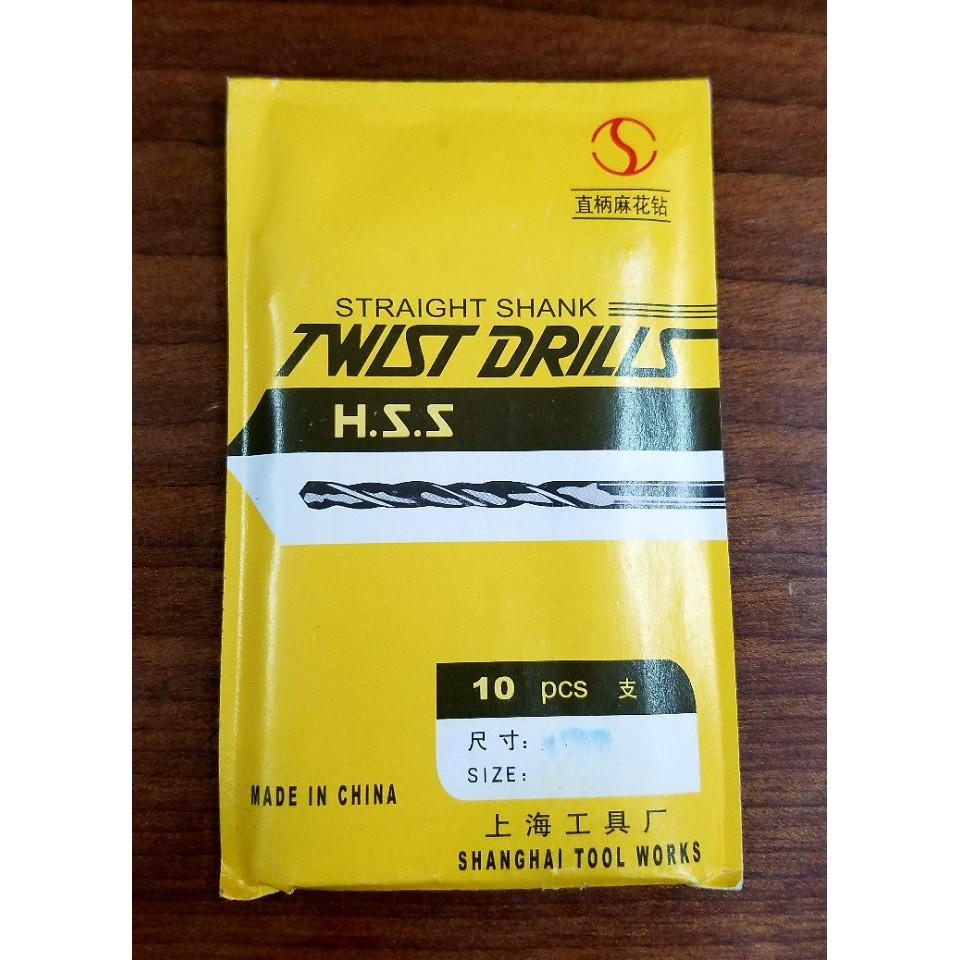 直柄麻花钻
STRAIGHT SHANK
TWIST DRILLS
H.S.S
10 pcs 支
尺寸:
SIZE:
MADE IN CHINA
上海工具厂
SHANGHAI TOOL WORKS